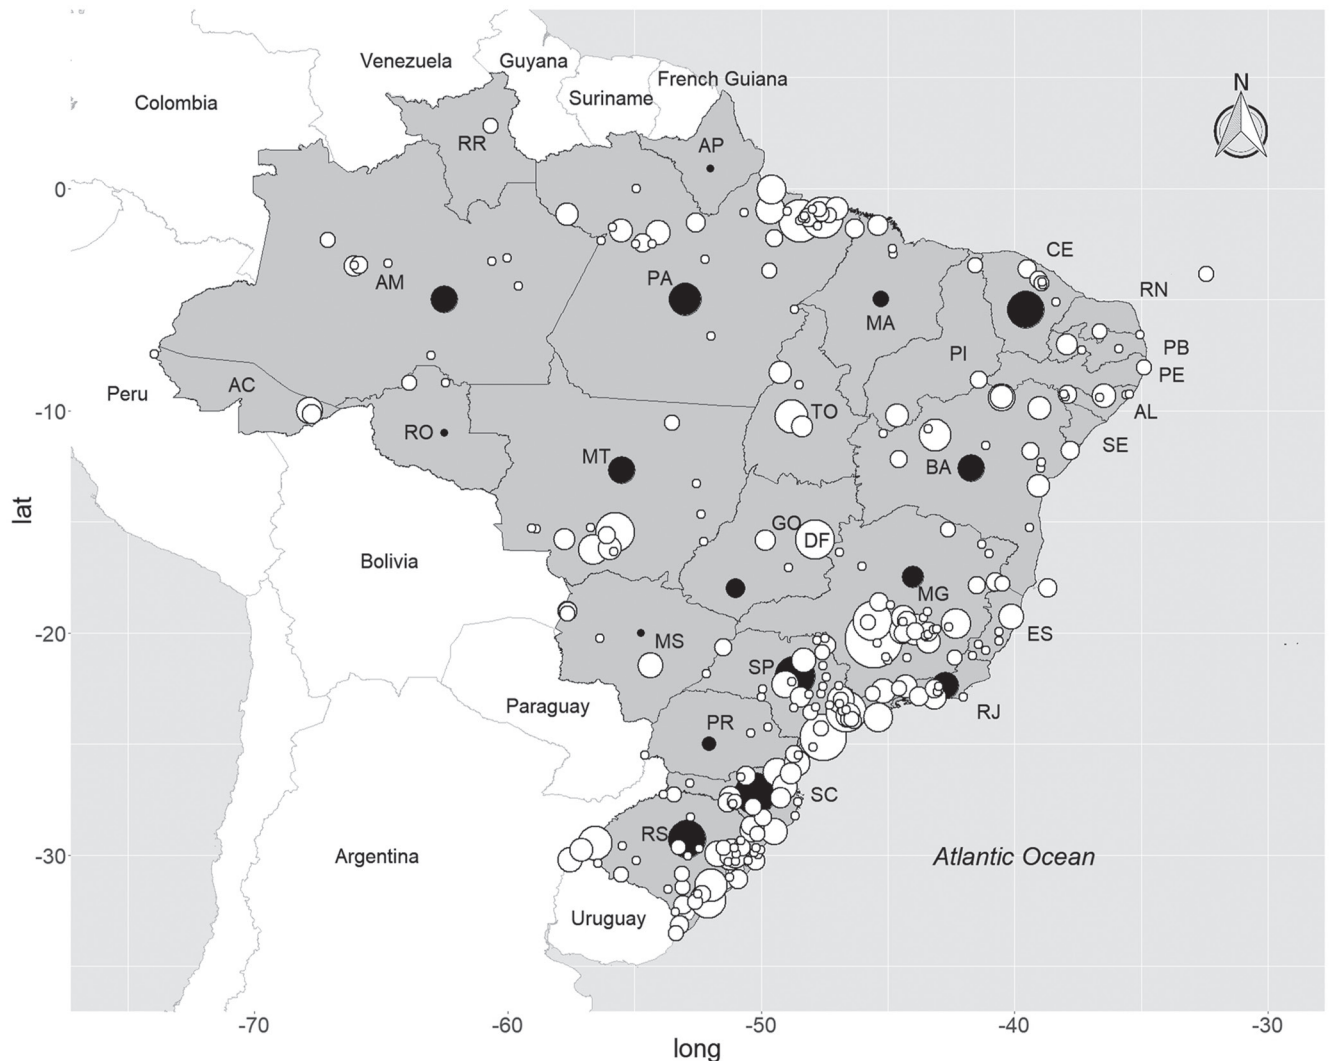 Venezuela
Guyana
French Guiana
Colombia
Suriname
N
RR
AP
0
CE
AM
PA
RN
MA
PI
PB
PE
Peru
AC
-10
TO
AL
RO
SE
MT
BA
lat
GO
DF
Bolivia
MG
-20
MS
ES
SP
Paraguay
RJ
PR
SC
RS
-30
Argentina
Atlantic Ocean
Uruguay
-70
-60
-50
-40
-30
long